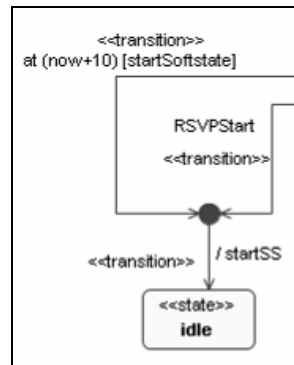 <<transition>>
at (now+10) [startSoftstate]
RSVPStart
<<transition>>
/ startSS
<<transition>>
<<state>>
idle